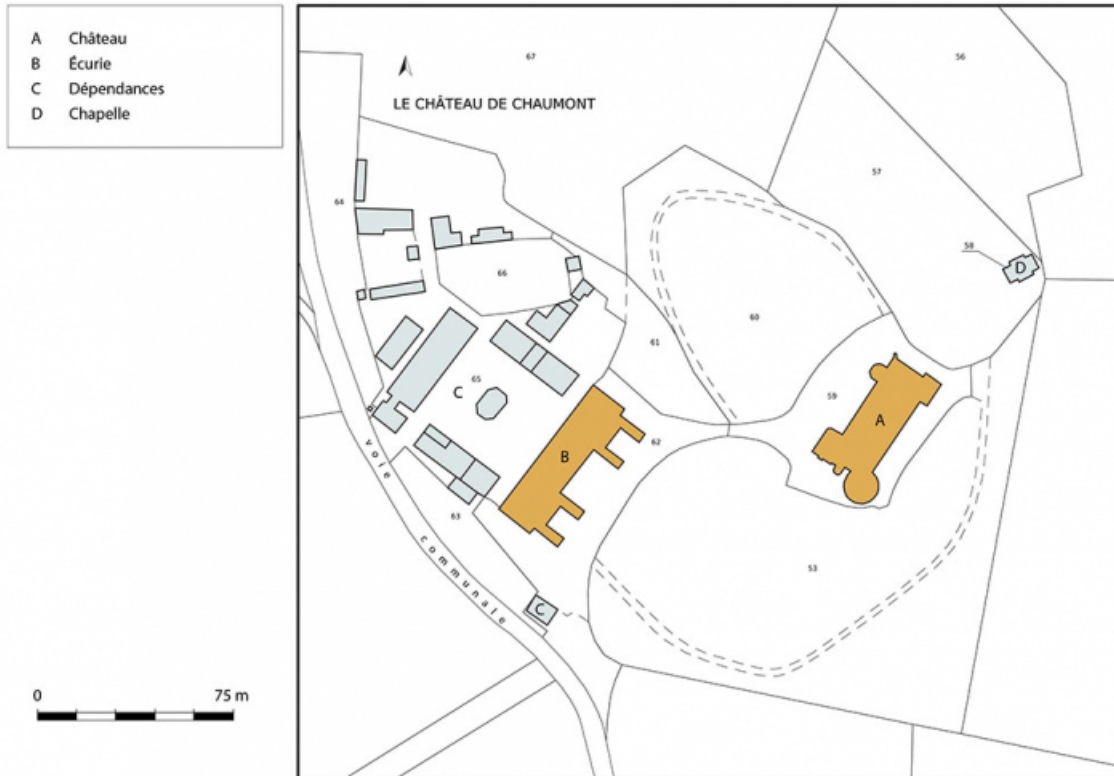 A Château
B Écurie
C Dépendances
D Chapelle
67
56
LE CHÂTEAU DE CHAUMONT
57
64
58
D
66
60
61
65
C
59
A
62
B
63
53
voie communale
C
0 75 m